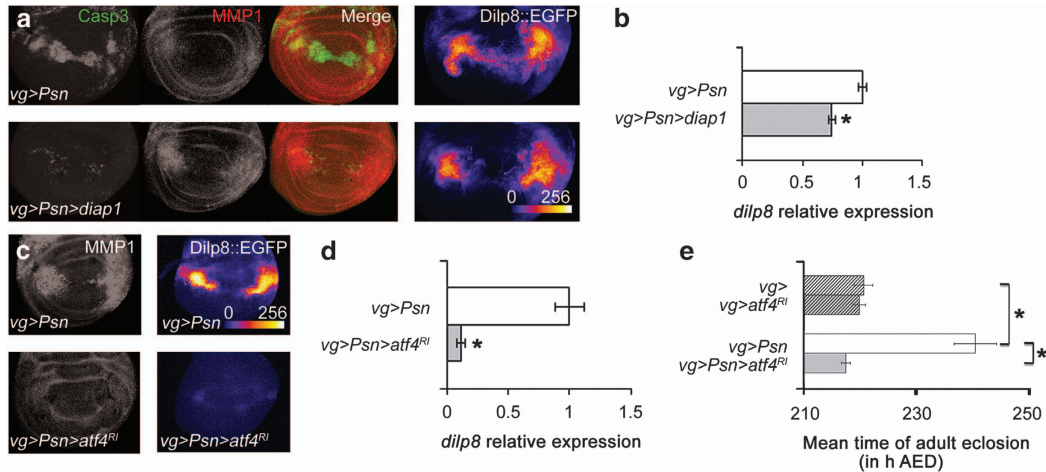 a
Casp3
MMP1
Merge
Dilp8::EGFP
vg>Psn
vg>Psn>diap1
0 256
b
vg>Psn
vg>Psn>diap1
*
0 0.5 1 1.5
dilp8 relative expression
c
MMP1
Dilp8::EGFP
0 256
vg>Psn
vg>Psn
vg>Psn>atf4RI
vg>Psn>atf4RI
d
vg>Psn
vg>Psn>atf4RI
*
0 0.5 1 1.5
dilp8 relative expression
e
vg>
vg>atf4RI
vg>Psn
vg>Psn>atf4RI
*
*
210 230 250
Mean time of adult eclosion
(in h AED)